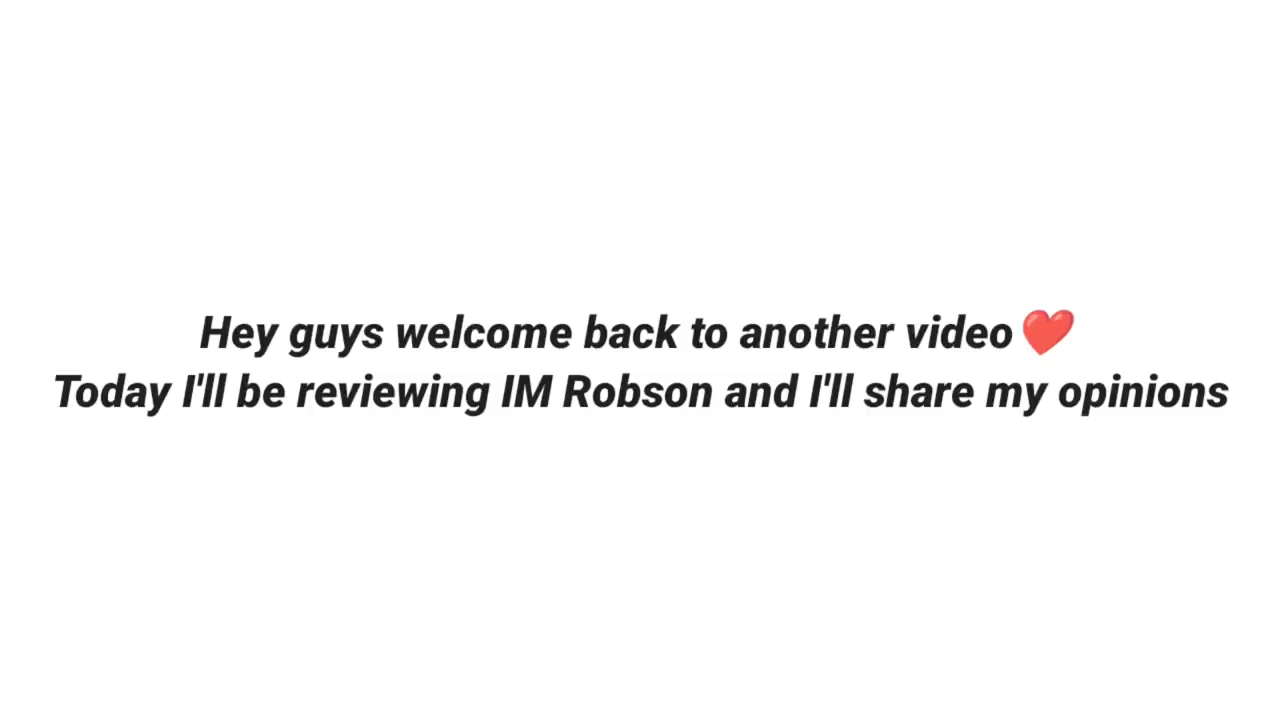 Hey guys welcome back to another video❤️
Today I'll be reviewing IM Robson and I'll share my opinions